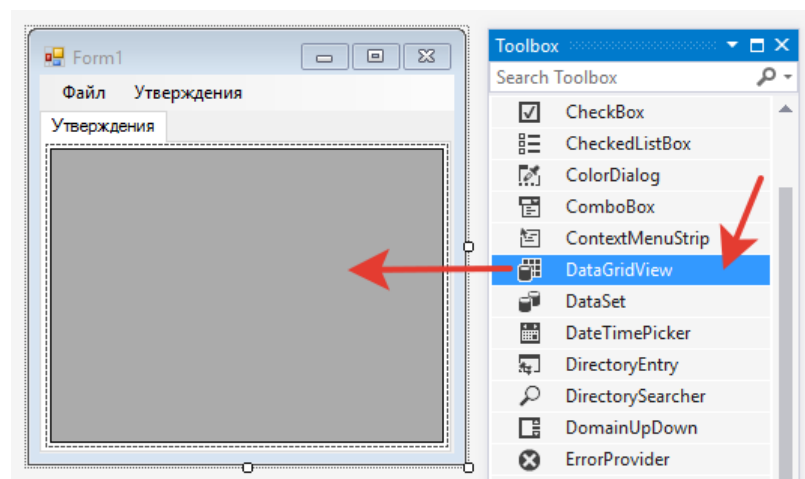 Form1
Файл Утверждения
Утверждения
Toolbox
Search Toolbox
CheckBox
CheckedListBox
ColorDialog
ComboBox
ContextMenuStrip
DataGridView
DataSet
DateTimePicker
DirectoryEntry
DirectorySearcher
DomainUpDown
ErrorProvider